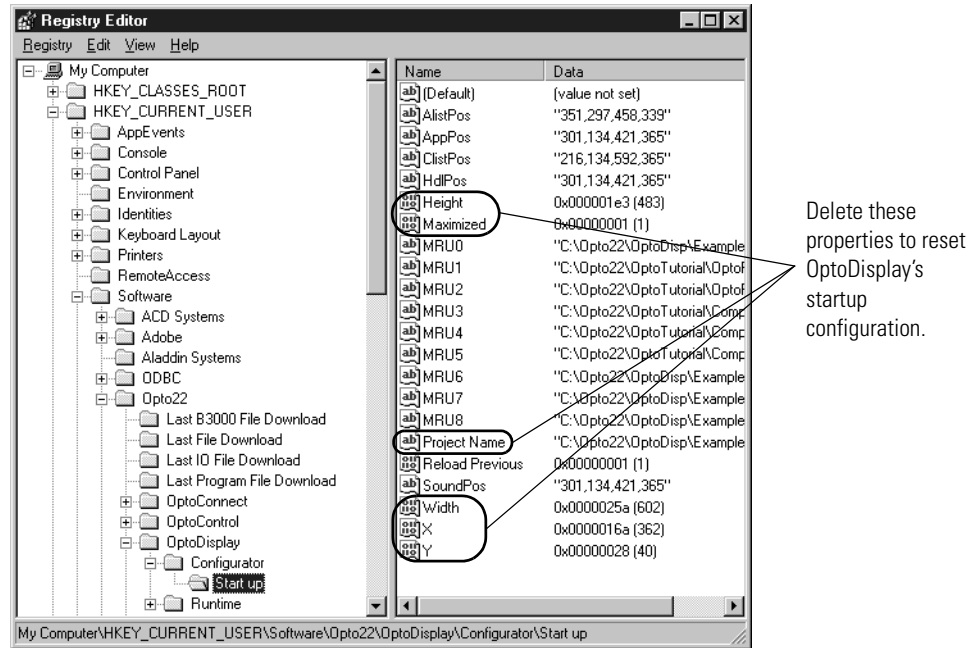 Registry Editor
Registry Edit View Help
My Computer
HKEY_CLASSES_ROOT
HKEY_CURRENT_USER
AppEvents
Console
Control Panel
Environment
Identities
Keyboard Layout
Printers
RemoteAccess
Software
ACD Systems
Adobe
Aladdin Systems
ODBC
Opto22
Last B3000 File Download
Last File Download
Last IO File Download
Last Program File Download
OptoConnect
OptoControl
OptoDisplay
Configurator
Start up
Runtime
Name Data
(Default) (value not set)
AlistPos "351,297,458,339"
AppPos "301,134,421,365"
ClistPos "216,134,592,365"
HdlPos "301,134,421,365"
Height 0x000001e3 (483)
Maximized 0x00000001 (1)
MRU0 "C:\Opto22\OptoDisp\Example
MRU1 "C:\Opto22\OptoTutorial\OptoF
MRU2 "C:\Opto22\OptoTutorial\OptoF
MRU3 "C:\Opto22\OptoTutorial\Comp
MRU4 "C:\Opto22\OptoTutorial\Comp
MRU5 "C:\Opto22\OptoTutorial\Comp
MRU6 "C:\Opto22\OptoDisp\Example
MRU7 "C:\Opto22\OptoDisp\Example
MRU8 "C:\Opto22\OptoDisp\Example
Project Name "C:\Opto22\OptoDisp\Example
Reload Previous 0x00000001 (1)
SoundPos "301,134,421,365"
Width 0x0000025a (602)
X 0x0000016a (362)
Y 0x00000028 (40)
Delete these
properties to reset
OptoDisplay's
startup
configuration.
My Computer\HKEY_CURRENT_USER\Software\Opto22\OptoDisplay\Configurator\Start up